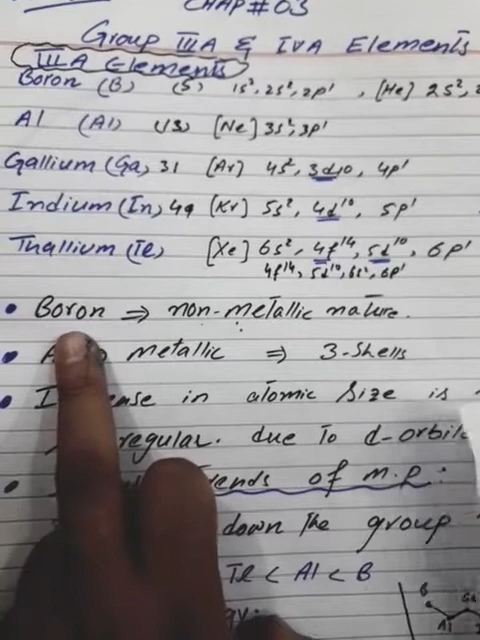 CHAP#03
Group IIIA & IVA Elements
IIIA Elements
Boron (B) (5) 1s², 2s², 2p¹ , [He] 2s²,
Al (Al) (13) [Ne] 3s², 3p¹
Gallium (Ga) 31 [Ar] 4s², 3d10, 4p¹
Indium (In) 49 [Kr] 5s², 4d¹⁰, 5p¹
Thallium (Tl) [Xe] 6s², 4f¹⁴, 5d¹⁰, 6p¹
4f¹⁴, 5d¹⁰, 6s², 6p¹
• Boron ⇒ non-metallic nature.
• metallic ⇒ 3-shells
• in atomic size is
regular. due to d-orbit
• of m.p:
down the group
Tl < Al < B
B
Ga
Al